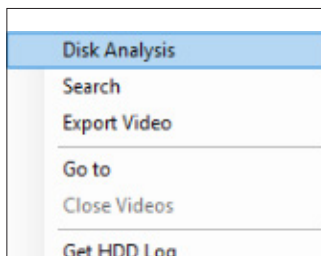 Disk Analysis
Search
Export Video
Go to
Close Videos
Get HDD Log